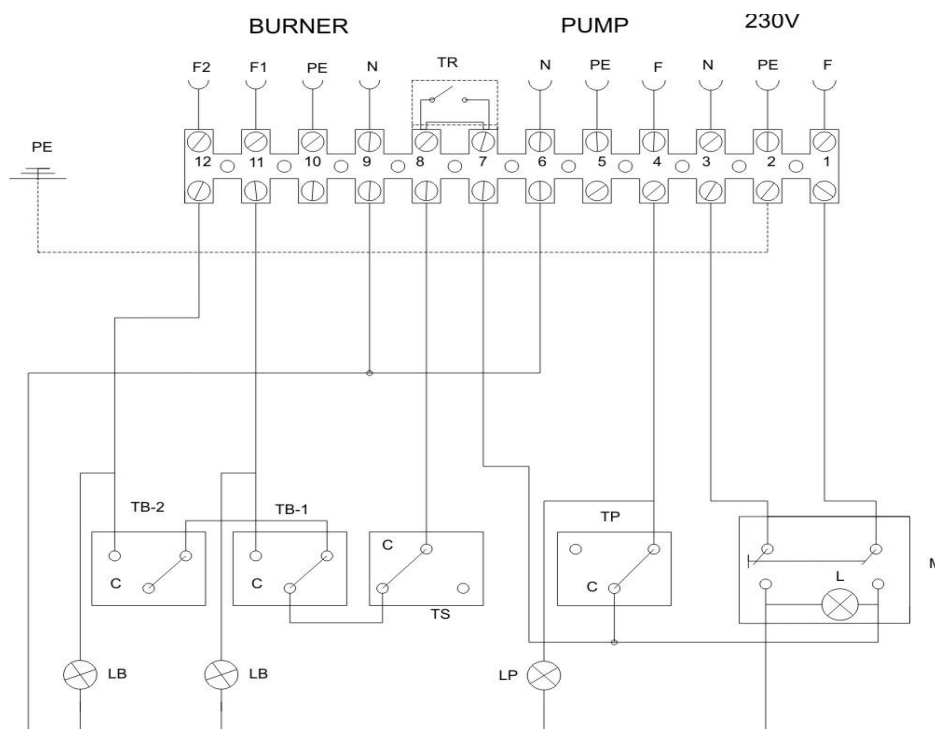 BURNER PUMP 230V
F2 F1 PE N TR N PE F N PE F
PE
12 11 10 9 8 7 6 5 4 3 2 1
TB-2 TB-1 TP
C C C C L M
TS
LB LB LP